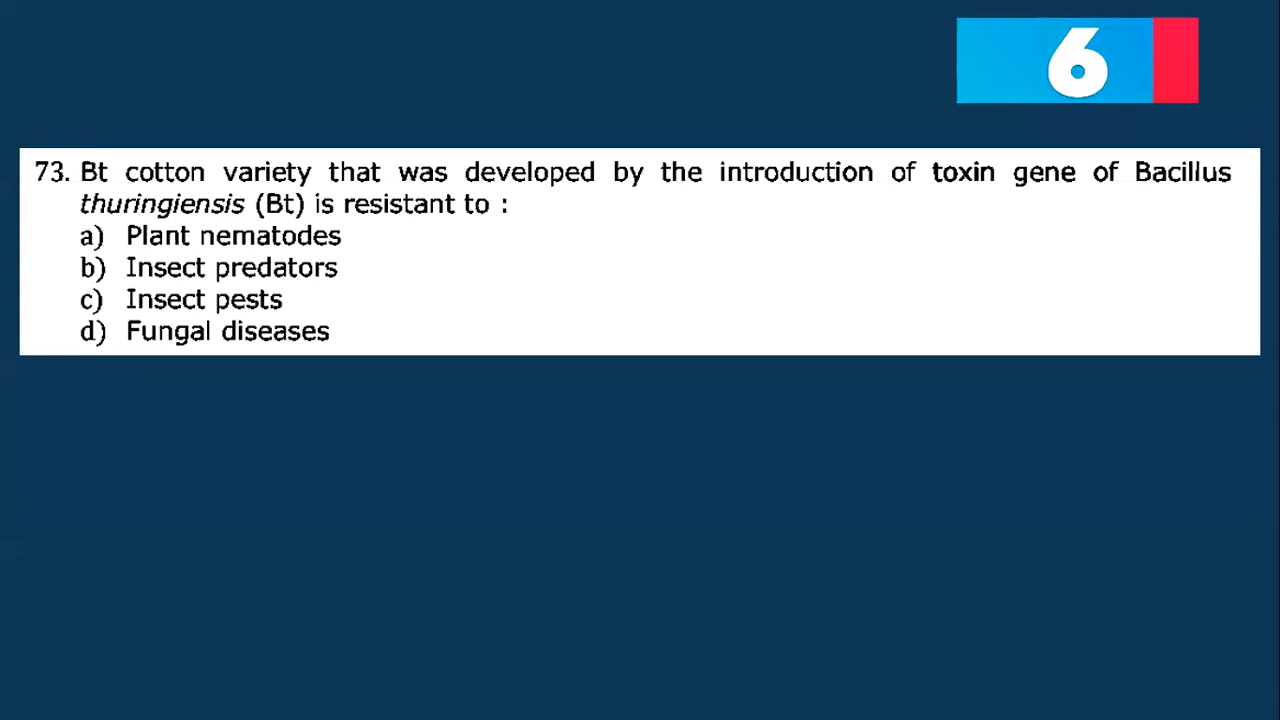 6
73. Bt cotton variety that was developed by the introduction of toxin gene of Bacillus
thuringiensis (Bt) is resistant to :
a) Plant nematodes
b) Insect predators
c) Insect pests
d) Fungal diseases